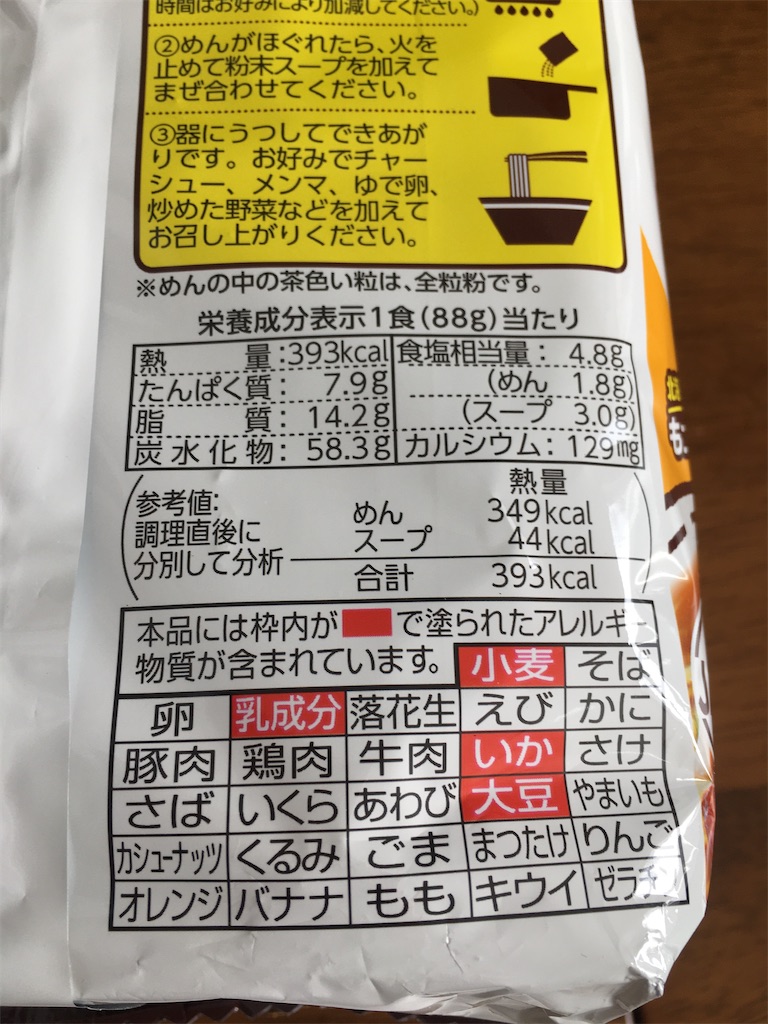 時間はお好みにより加減してください。)
②めんがほぐれたら、火を
止めて粉末スープを加えて
まぜ合わせてください。
③器にうつしてできあが
りです。お好みでチャー
シュー、メンマ、ゆで卵、
炒めた野菜などを加えて
お召し上がりください。
※めんの中の茶色い粒は、全粒粉です。
栄養成分表示1食(88g)当たり
熱量:393kcal 食塩相当量: 4.8g
たんぱく質: 7.9g (めん 1.8g)
脂質: 14.2g (スープ 3.0g)
炭水化物: 58.3g カルシウム: 129mg
熱量
参考値: めん 349kcal
調理直後に スープ 44kcal
分別して分析 合計 393kcal
本品には枠内が で塗られたアレルギー
物質が含まれています。 小麦 そば
卵 乳成分 落花生 えび かに
豚肉 鶏肉 牛肉 いか さけ
さば いくら あわび 大豆 やまいも
カシューナッツ くるみ ごま まつたけ りんご
オレンジ バナナ もも キウイ ゼラチン